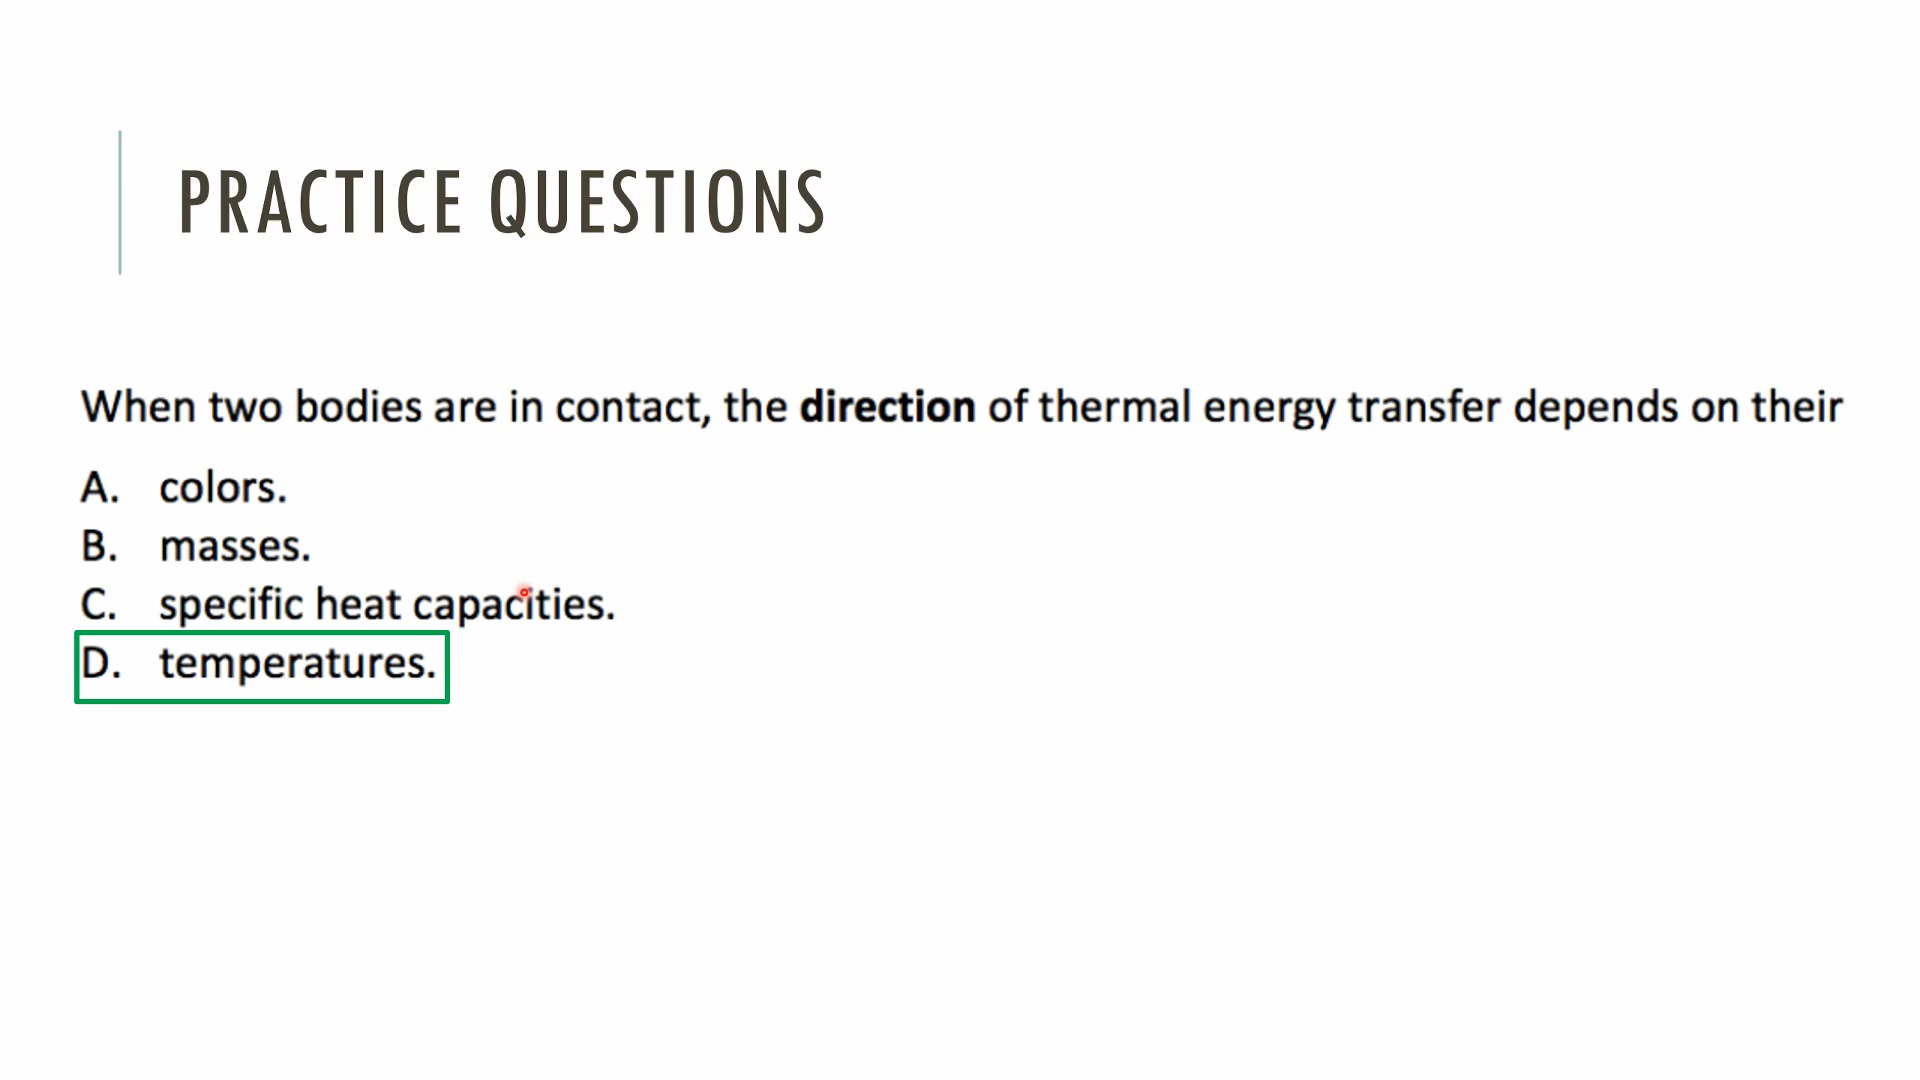 PRACTICE QUESTIONS
When two bodies are in contact, the direction of thermal energy transfer depends on their
A. colors.
B. masses.
C. specific heat capacities.
D. temperatures.